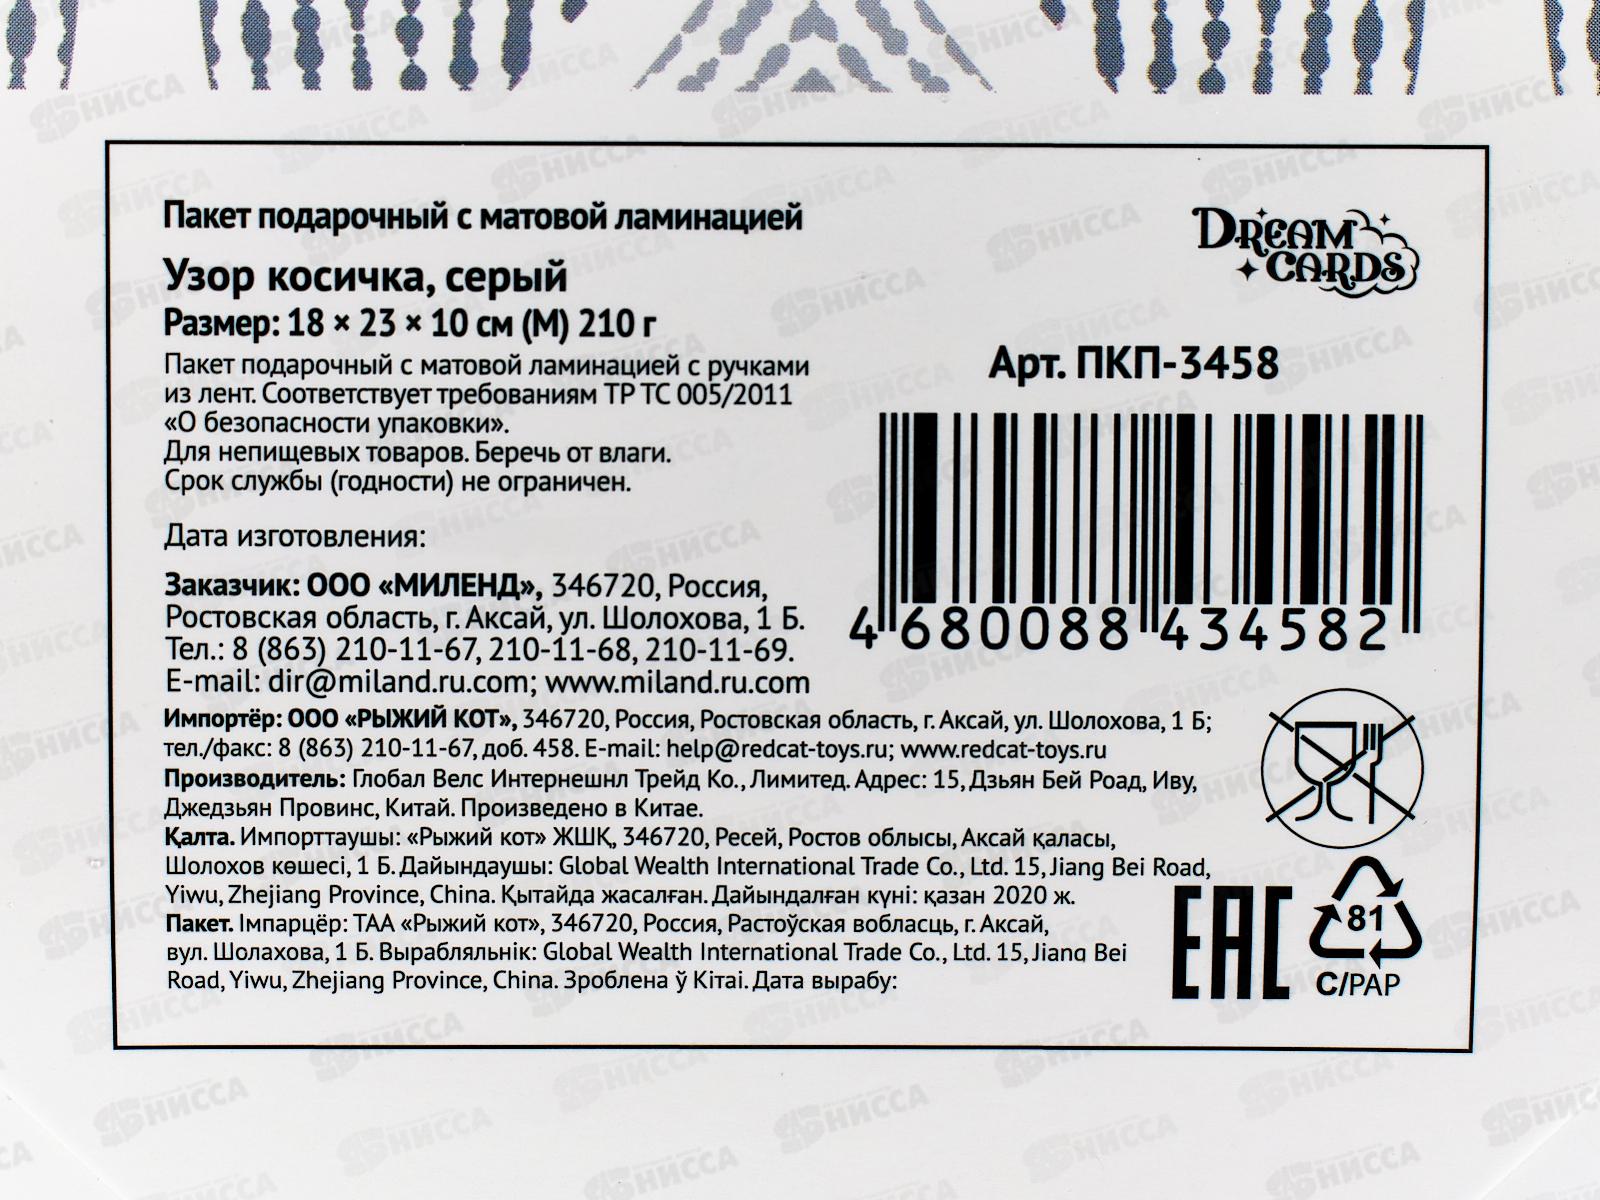 Пакет подарочный с матовой ламинацией
Узор косичка, серый
Размер: 18 × 23 × 10 см (М) 210 г
Пакет подарочный с матовой ламинацией с ручками
из лент. Соответствует требованиям ТР ТС 005/2011
«О безопасности упаковки».
Для непищевых товаров. Беречь от влаги.
Срок службы (годности) не ограничен.
Дата изготовления:
Заказчик: ООО «МИЛЕНД», 346720, Россия,
Ростовская область, г. Аксай, ул. Шолохова, 1 Б.
Тел.: 8 (863) 210-11-67, 210-11-68, 210-11-69.
E-mail: dir@miland.ru.com; www.miland.ru.com
Импортёр: ООО «РЫЖИЙ КОТ», 346720, Россия, Ростовская область, г. Аксай, ул. Шолохова, 1 Б;
тел./факс: 8 (863) 210-11-67, доб. 458. E-mail: help@redcat-toys.ru; www.redcat-toys.ru
Производитель: Глобал Велс Интернешнл Трейд Ко., Лимитед. Адрес: 15, Дзьян Бей Роад, Иву,
Джедзьян Провинс, Китай. Произведено в Китае.
Қалта. Импорттаушы: «Рыжий кот» ЖШҚ, 346720, Ресей, Ростов облысы, Аксай қаласы,
Шолохов көшесі, 1 Б. Дайындаушы: Global Wealth International Trade Co., Ltd. 15, Jiang Bei Road,
Yiwu, Zhejiang Province, China. Қытайда жасалған. Дайындалған күні: қазан 2020 ж.
Пакет. Імпарцёр: ТАА «Рыжий кот», 346720, Россия, Растоўская вобласць, г. Аксай,
вул. Шолахова, 1 Б. Вырабляльнік: Global Wealth International Trade Co., Ltd. 15, Jiang Bei
Road, Yiwu, Zhejiang Province, China. Зроблена ў Кітаі. Дата вырабу:
DREAM
CARDS
Арт. ПКП-3458
4 680088 434582
EAC
81
C/PAP
НИССА